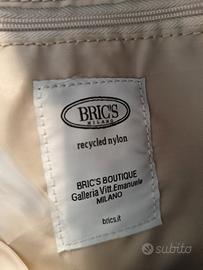 BRIC'S
MILANO
recycled nylon
BRIC'S BOUTIQUE
Galleria Vitt.Emanuele
MILANO
brics.it
subito